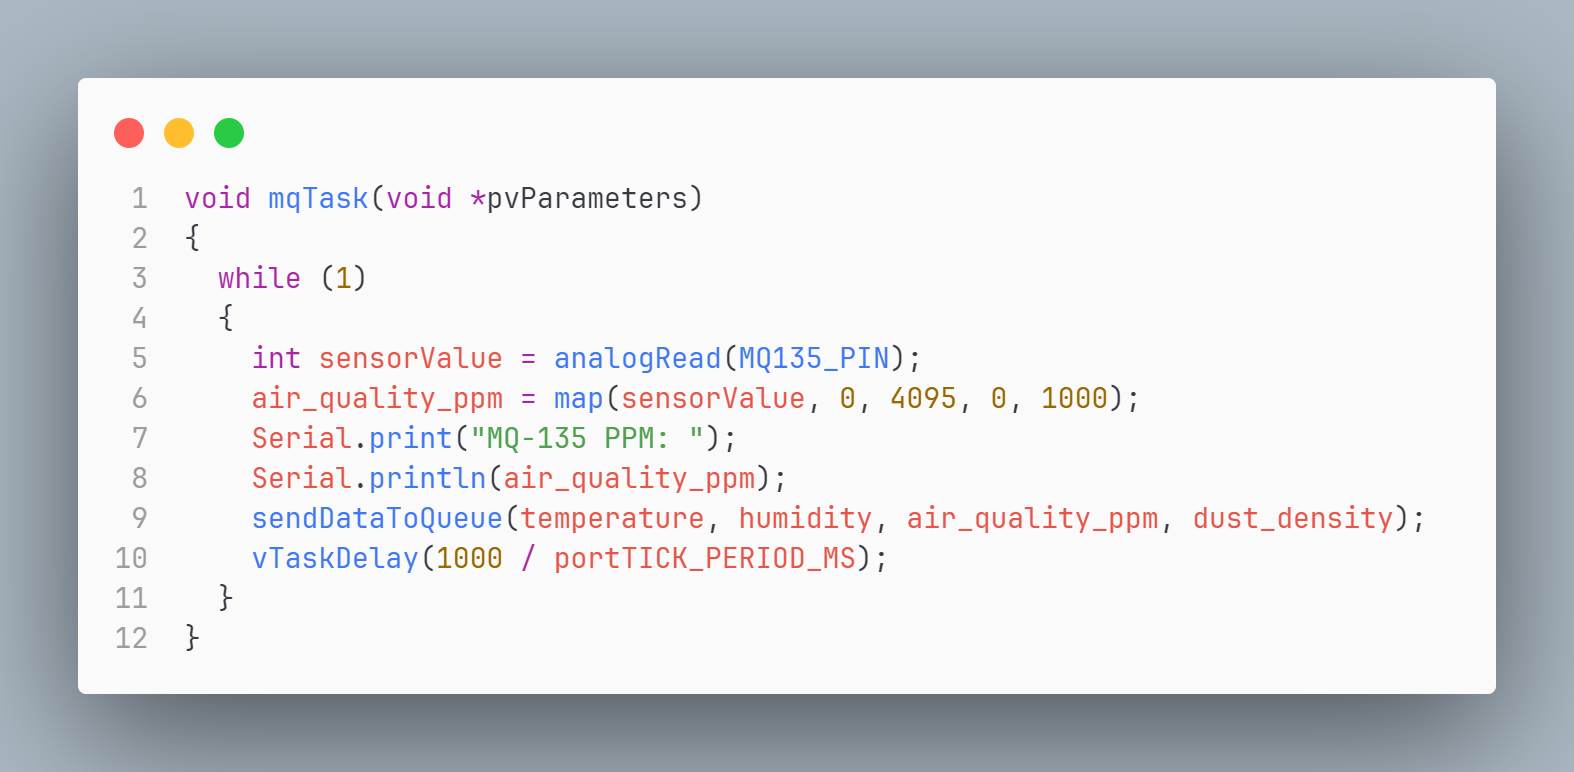 1 void mqTask(void *pvParameters)
2 {
3   while (1)
4   {
5     int sensorValue = analogRead(MQ135_PIN);
6     air_quality_ppm = map(sensorValue, 0, 4095, 0, 1000);
7     Serial.print("MQ-135 PPM: ");
8     Serial.println(air_quality_ppm);
9     sendDataToQueue(temperature, humidity, air_quality_ppm, dust_density);
10     vTaskDelay(1000 / portTICK_PERIOD_MS);
11   }
12 }